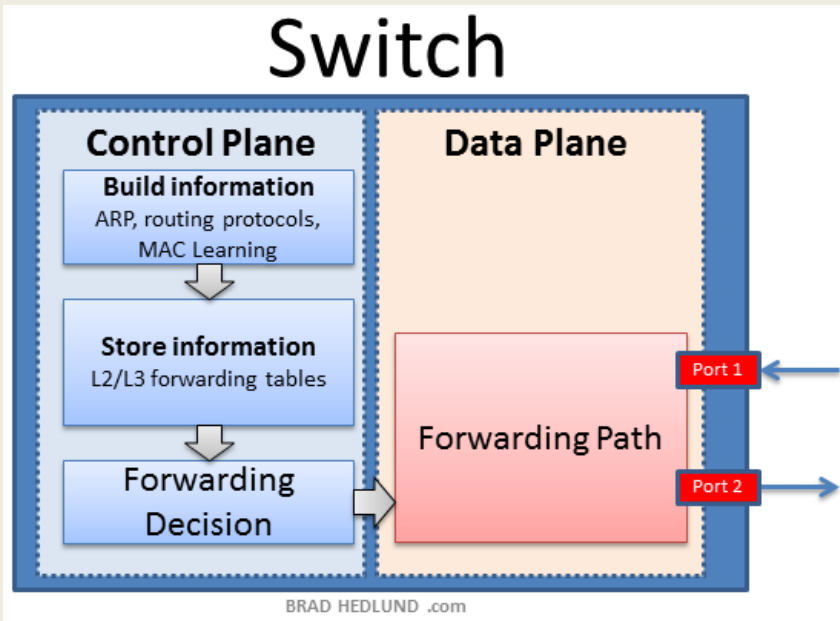 Switch
Control Plane
Build information
ARP, routing protocols,
MAC Learning
Store information
L2/L3 forwarding tables
Forwarding
Decision
Data Plane
Forwarding Path
Port 1
Port 2
BRAD HEDLUND .com